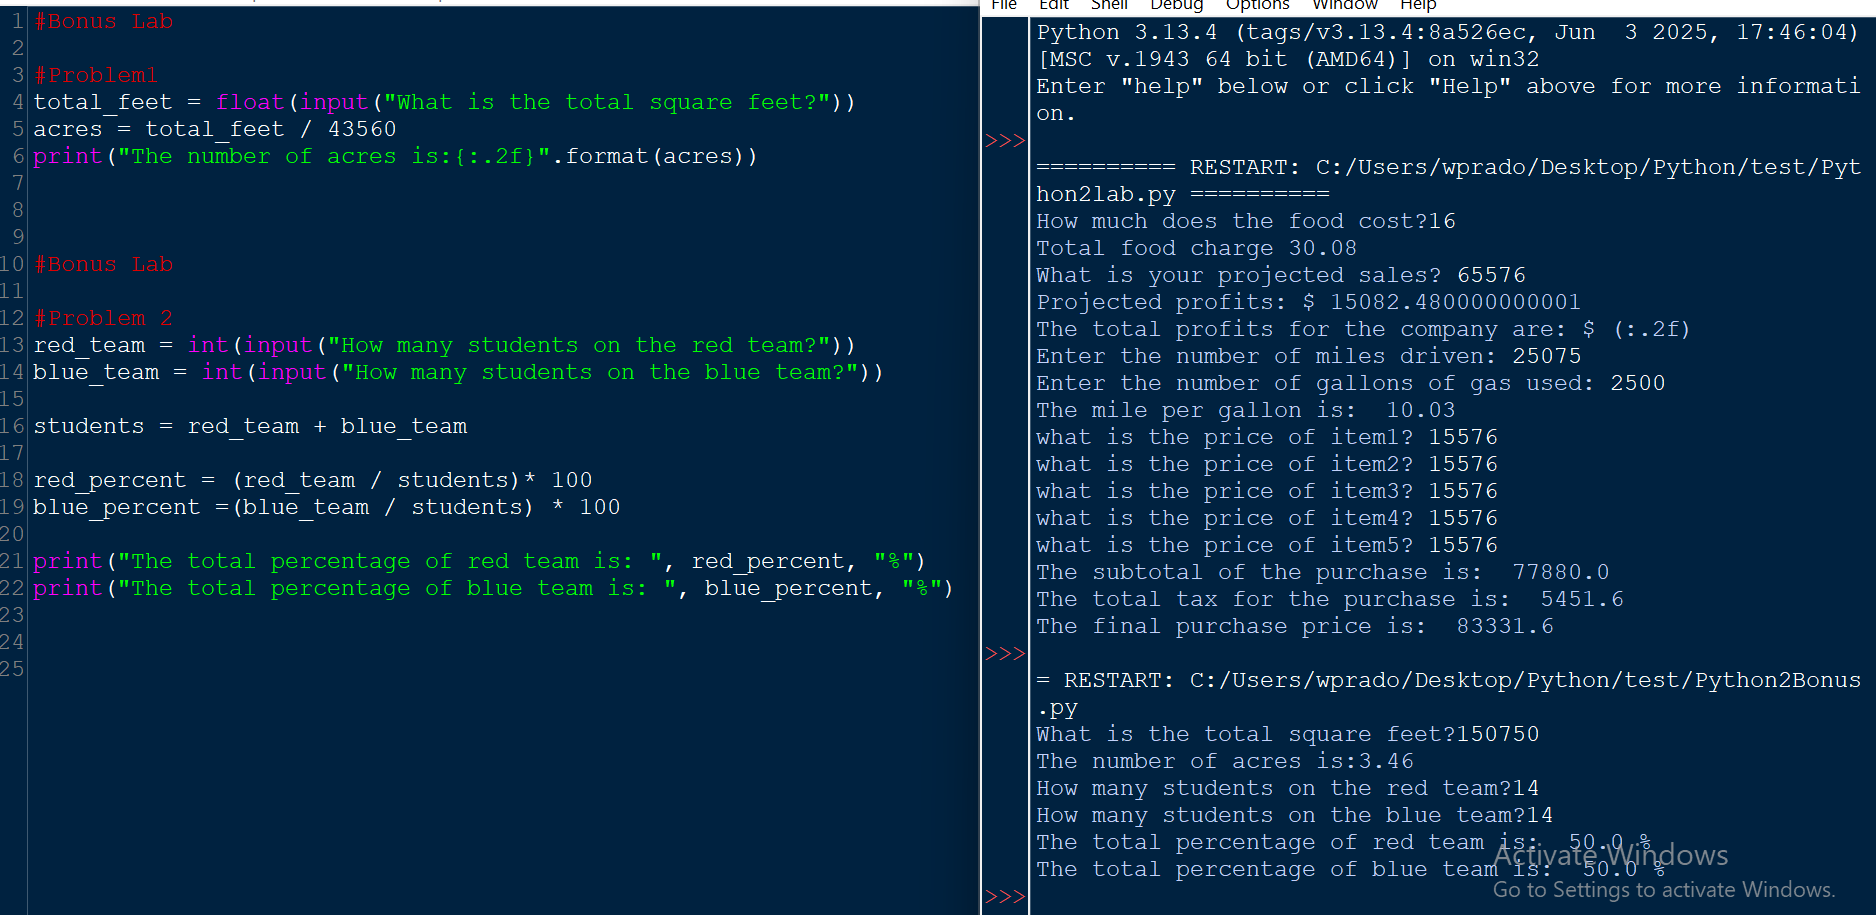 1 #Bonus Lab
2
3 #Problem1
4 total_feet = float(input("What is the total square feet?"))
5 acres = total_feet / 43560
6 print("The number of acres is:{:.2f}".format(acres))
7
8
9
10 #Bonus Lab
11
12 #Problem 2
13 red_team = int(input("How many students on the red team?"))
14 blue_team = int(input("How many students on the blue team?"))
15
16 students = red_team + blue_team
17
18 red_percent = (red_team / students)* 100
19 blue_percent =(blue_team / students) * 100
20
21 print("The total percentage of red team is: ", red_percent, "%")
22 print("The total percentage of blue team is: ", blue_percent, "%")
23
24
25
File Edit Shell Debug Options Window Help
Python 3.13.4 (tags/v3.13.4:8a526ec, Jun  3 2025, 17:46:04)
[MSC v.1943 64 bit (AMD64)] on win32
Enter "help" below or click "Help" above for more informati
on.
>>>
========== RESTART: C:/Users/wprado/Desktop/Python/test/Pyt
hon2lab.py ==========
How much does the food cost?16
Total food charge 30.08
What is your projected sales? 65576
Projected profits: $ 15082.480000000001
The total profits for the company are: $ (:.2f)
Enter the number of miles driven: 25075
Enter the number of gallons of gas used: 2500
The mile per gallon is:  10.03
what is the price of item1? 15576
what is the price of item2? 15576
what is the price of item3? 15576
what is the price of item4? 15576
what is the price of item5? 15576
The subtotal of the purchase is:  77880.0
The total tax for the purchase is:  5451.6
The final purchase price is:  83331.6
>>>
= RESTART: C:/Users/wprado/Desktop/Python/test/Python2Bonus
.py
What is the total square feet?150750
The number of acres is:3.46
How many students on the red team?14
How many students on the blue team?14
The total percentage of red team is:  50.0 %
The total percentage of blue team is:  50.0 %
>>>
Activate Windows
Go to Settings to activate Windows.